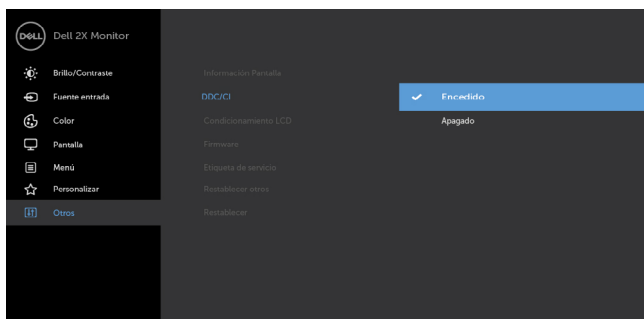 DELL Dell 2X Monitor
Brillo/Contraste
Fuente entrada
Color
Pantalla
Menú
Personalizar
Otros
Información Pantalla
DDC/CI
Condicionamiento LCD
Firmware
Etiqueta de servicio
Restablecer otros
Restablecer
Encedido
Apagado